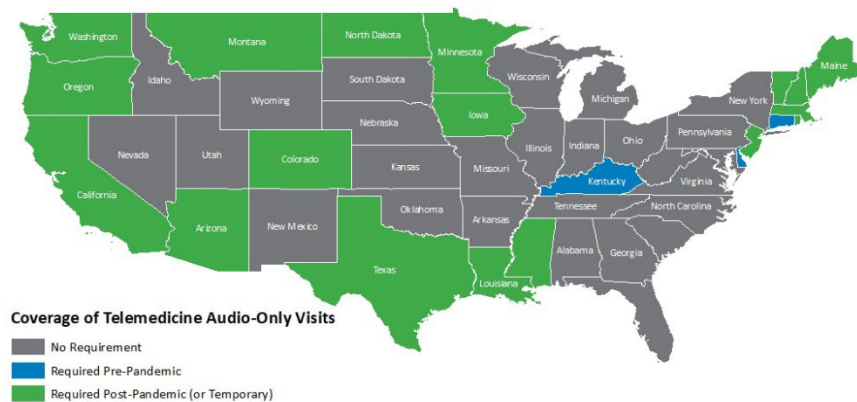 Washington
Montana
North Dakota
Minnesota
Maine
Oregon
Idaho
Wyoming
South Dakota
Wisconsin
Michigan
New York
Nebraska
Iowa
Pennsylvania
Nevada
Utah
Colorado
Kansas
Missouri
Illinois
Indiana
Ohio
Virginia
Kentucky
California
Arizona
New Mexico
Oklahoma
Arkansas
Tennessee
North Carolina
Texas
Louisiana
Alabama
Georgia
Coverage of Telemedicine Audio-Only Visits
No Requirement
Required Pre-Pandemic
Required Post-Pandemic (or Temporary)